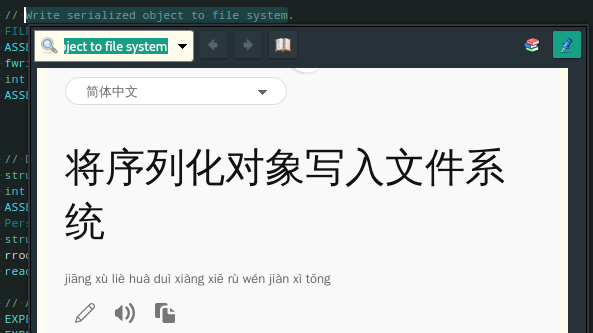 // Write serialized object to file system.
FILE
ASSE
ject to file system
fwri
int
ASSE
简体中文
// D
stru
int
ASSE
Pers
stru
rroo
read
将序列化对象写入文件系
统
jiāng xù liè huà duì xiàng xiě rù wén jiàn xì tǒng
// A
EXPE